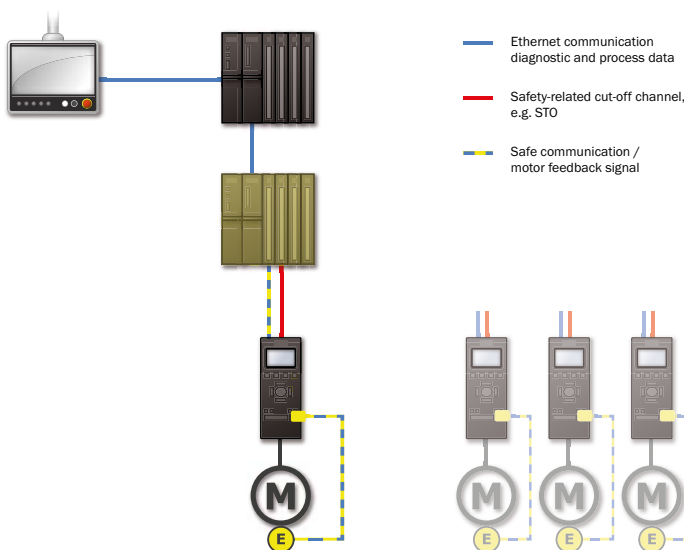 Ethernet communication
diagnostic and process data
Safety-related cut-off channel,
e.g. STO
Safe communication /
motor feedback signal
M
E
M
M
M
E
E
E